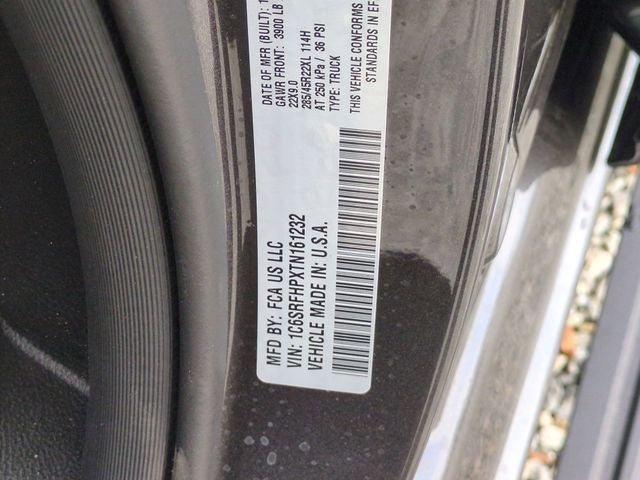 MFD BY: FCA US LLC
DATE OF MFR (BUILT):
GAWR FRONT: 3900 LB
22X9.0
285/45R22XL 114H
AT 250 kPa / 36 PSI
TYPE: TRUCK
THIS VEHICLE CONFORMS
STANDARDS IN
VIN: 1C6SRFHPXTN161232
VEHICLE MADE IN: U.S.A.